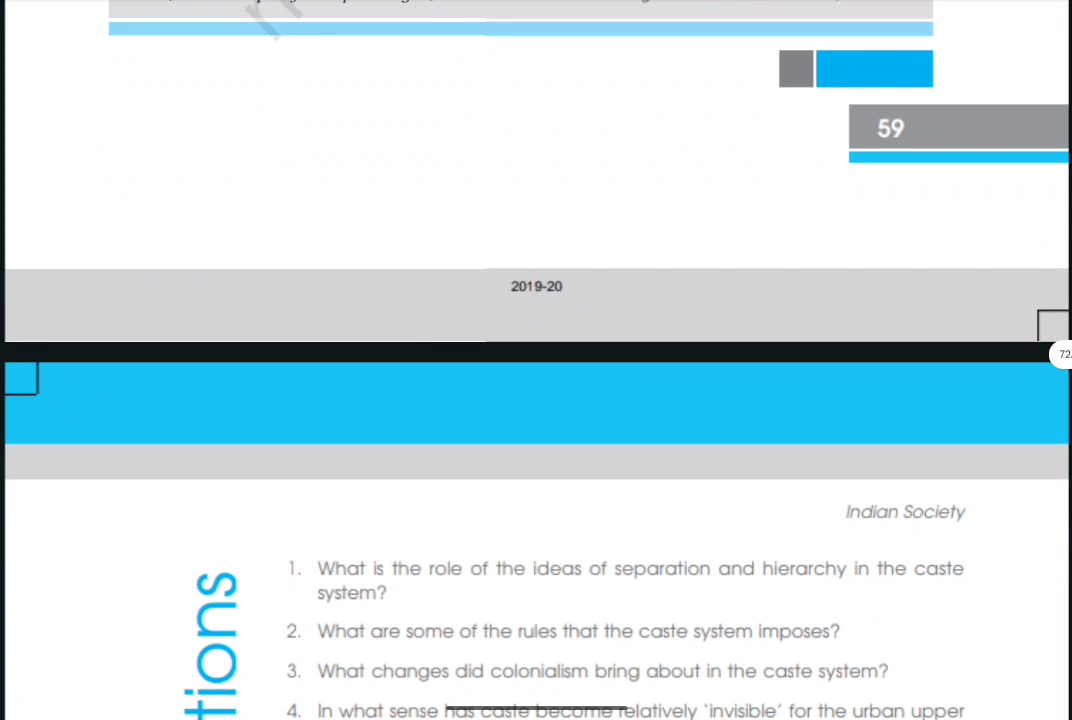 59
2019-20
72
Indian Society
1. What is the role of the ideas of separation and hierarchy in the caste
system?
2. What are some of the rules that the caste system imposes?
3. What changes did colonialism bring about in the caste system?
4. In what sense has caste become relatively 'invisible' for the urban upper
tions